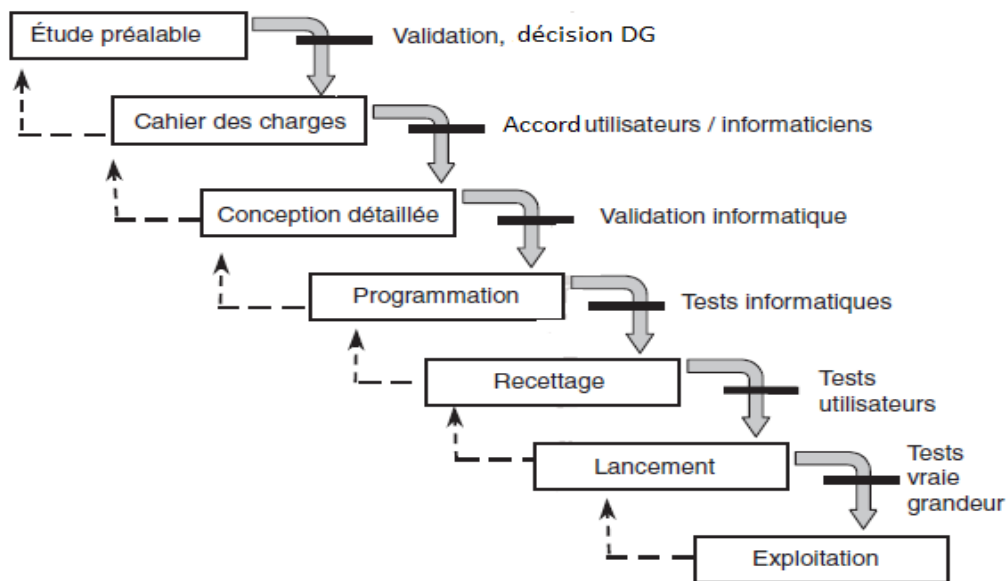 Étude préalable
Validation, décision DG
Cahier des charges
Accord utilisateurs / informaticiens
Conception détaillée
Validation informatique
Programmation
Tests informatiques
Recettage
Tests
utilisateurs
Lancement
Tests
vraie
grandeur
Exploitation